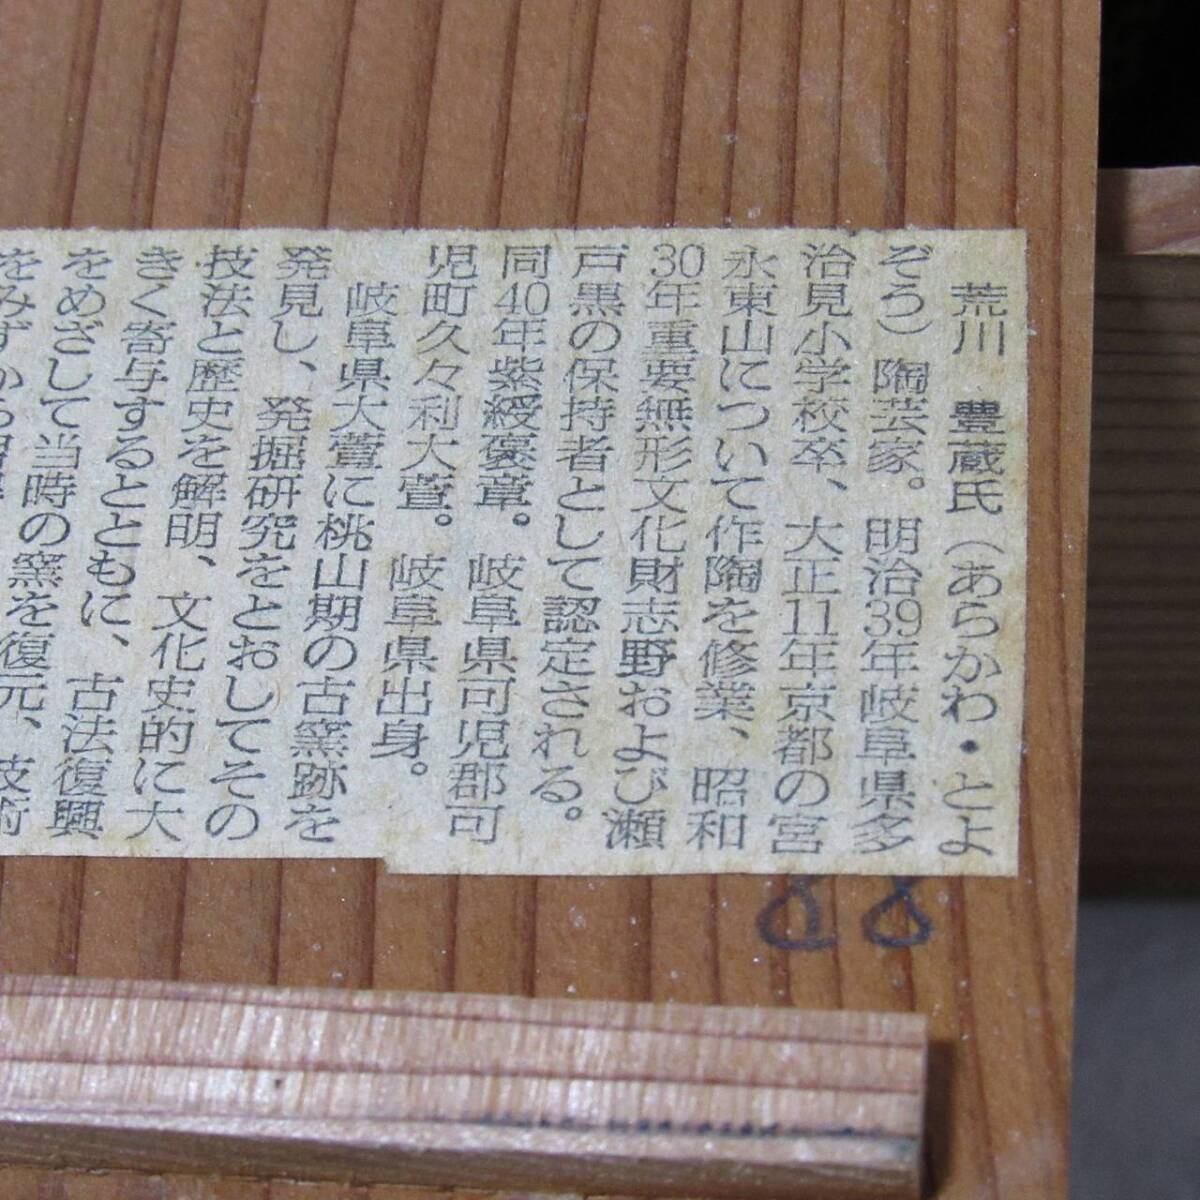 荒川 豊蔵氏（あらかわ・とよ
ぞう）陶芸家。明治39年岐阜県多
治見小学校卒、大正11年京都の宮
永東山について作陶を修業、昭和
30年重要無形文化財志野および瀬
戸黒の保持者として認定される。
同40年紫綬褒章。岐阜県可児郡可
児町久々利大萱。岐阜県出身。
岐阜県大萱に桃山期の古窯跡を
発見し、発掘研究をとおしてその
技法と歴史を解明、文化史的に大
きく寄与するとともに、古法復興
をめざして当時の窯を復元、技術
をみずから
88